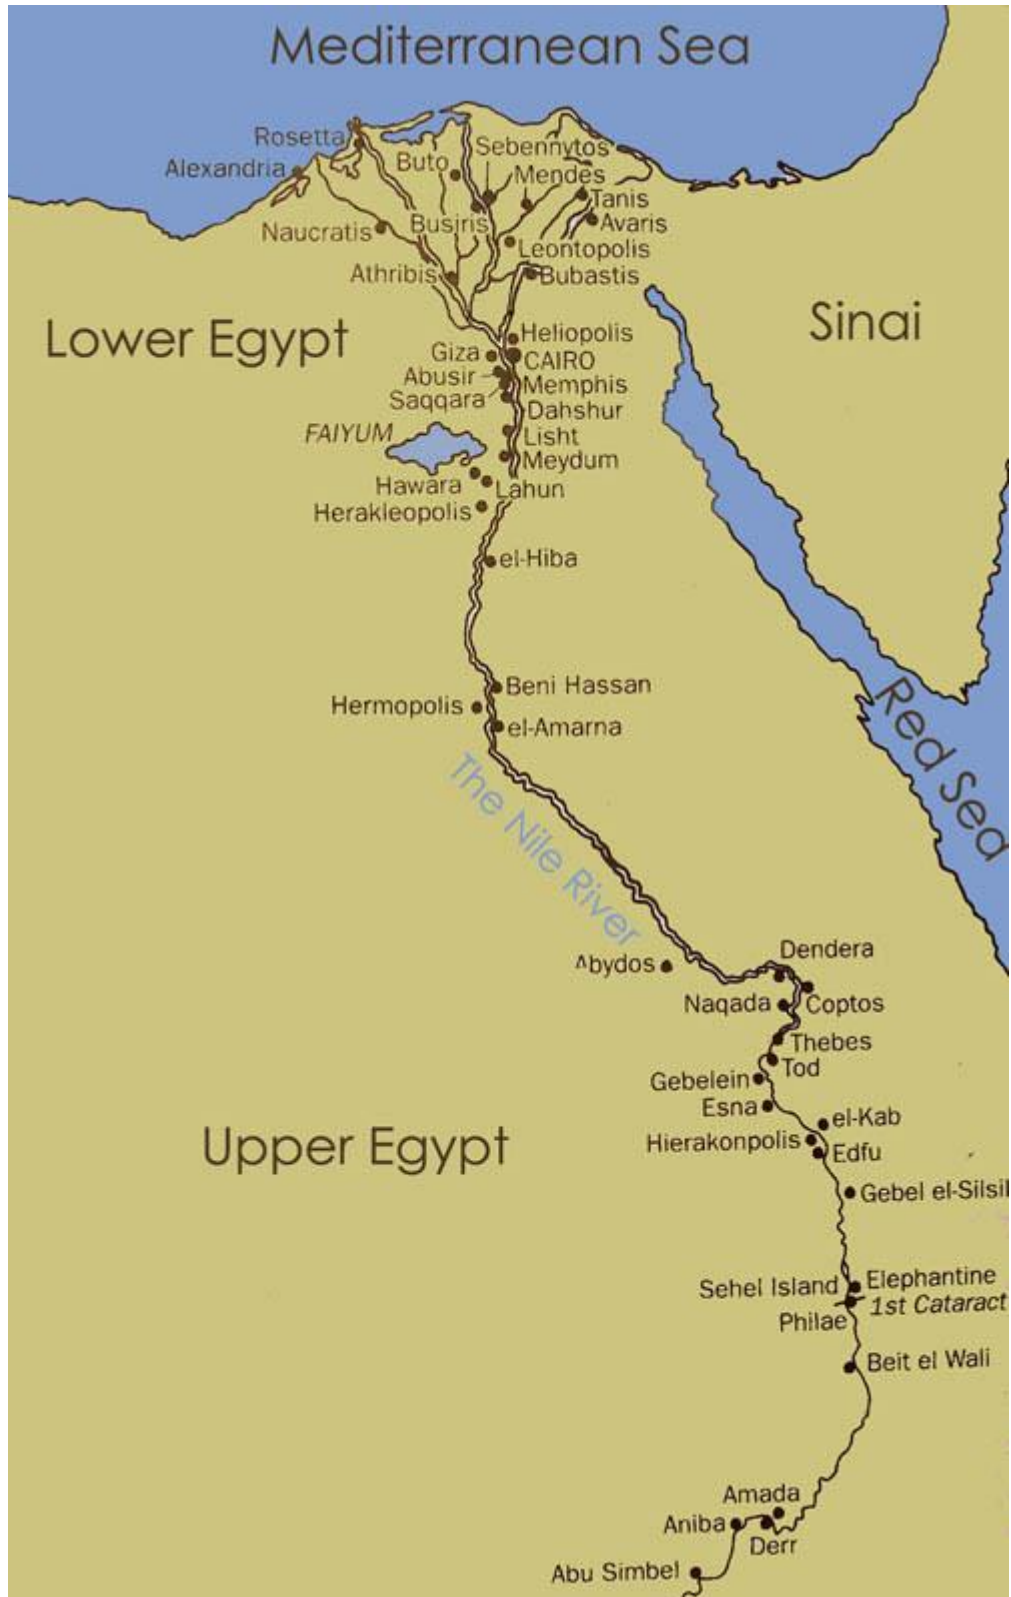 Mediterranean Sea
Rosetta
Sebennytos
Alexandria
Buto
Mendes
Tanis
Naucratis
Busiris
Avaris
Leontopolis
Athribis
Bubastis
Lower Egypt
Sinai
Heliopolis
Giza
CAIRO
Abusir
Memphis
Saqqara
Dahshur
FAIYUM
Lisht
Meydum
Hawara
Lahun
Herakleopolis
el-Hiba
Beni Hassan
Hermopolis
el-Amarna
Red Sea
The Nile River
Dendera
Abydos
Naqada
Coptos
Thebes
Tod
Gebelein
Esna
el-Kab
Upper Egypt
Hierakonpolis
Edfu
Gebel el-Silsil
Sehel Island
Elephantine
1st Cataract
Philae
Beit el Wali
Amada
Aniba
Derr
Abu Simbel